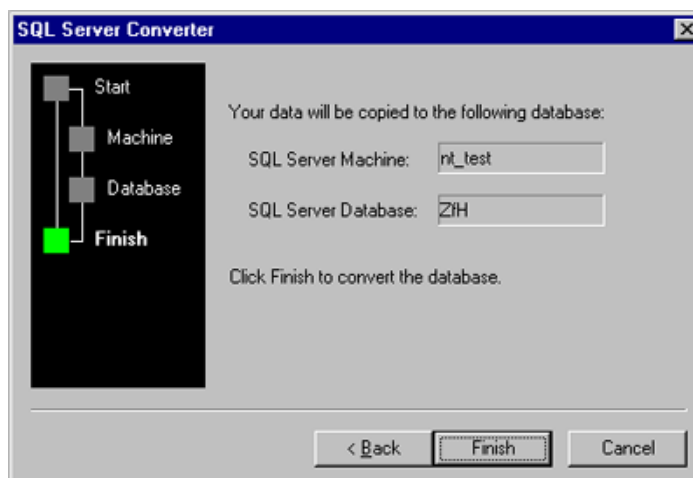 SQL Server Converter
Start
Machine
Database
Finish
Your data will be copied to the following database:
SQL Server Machine: nt_test
SQL Server Database: ZfH
Click Finish to convert the database.
< Back Finish Cancel